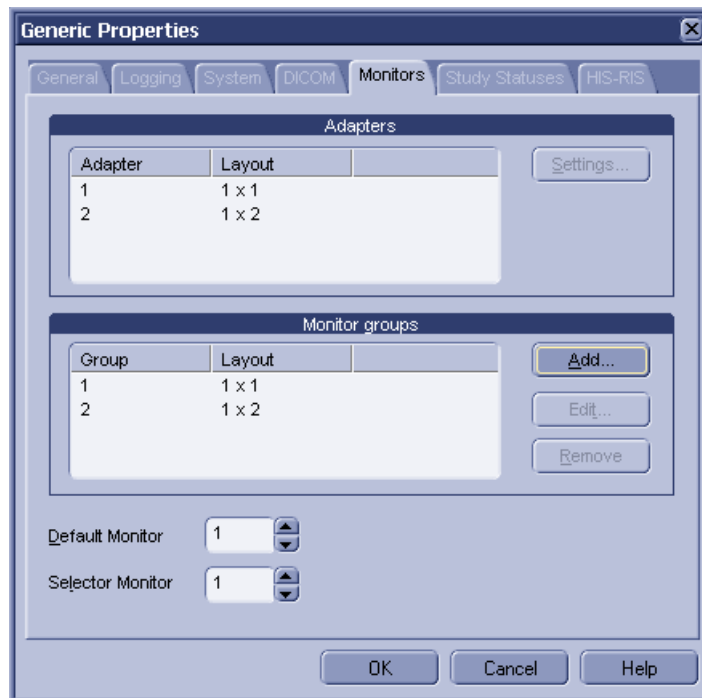 Generic Properties
General Logging System DICOM Monitors Study Statuses HIS-RIS
Adapters
Adapter Layout
Settings...
1 1 x 1
2 1 x 2
Monitor groups
Group Layout
Add...
1 1 x 1
2 1 x 2
Edit...
Remove
Default Monitor 1
Selector Monitor 1
OK Cancel Help